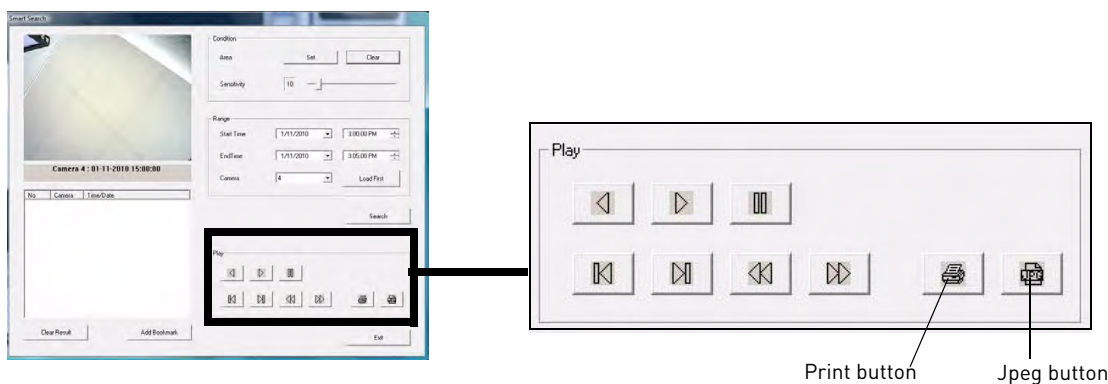 Smart Search
Condition
Area
Set
Clear
Sensitivity
10
Range
Start Time
1/11/2010
3:00:00 PM
EndTime
1/11/2010
3:05:00 PM
Camera
4
Load First
Camera 4 : 01-11-2010 15:00:00
No
Camera
Time/Date
Search
Play
Clear Result
Add Bookmark
Exit
Play
JPG
Print button
Jpeg button